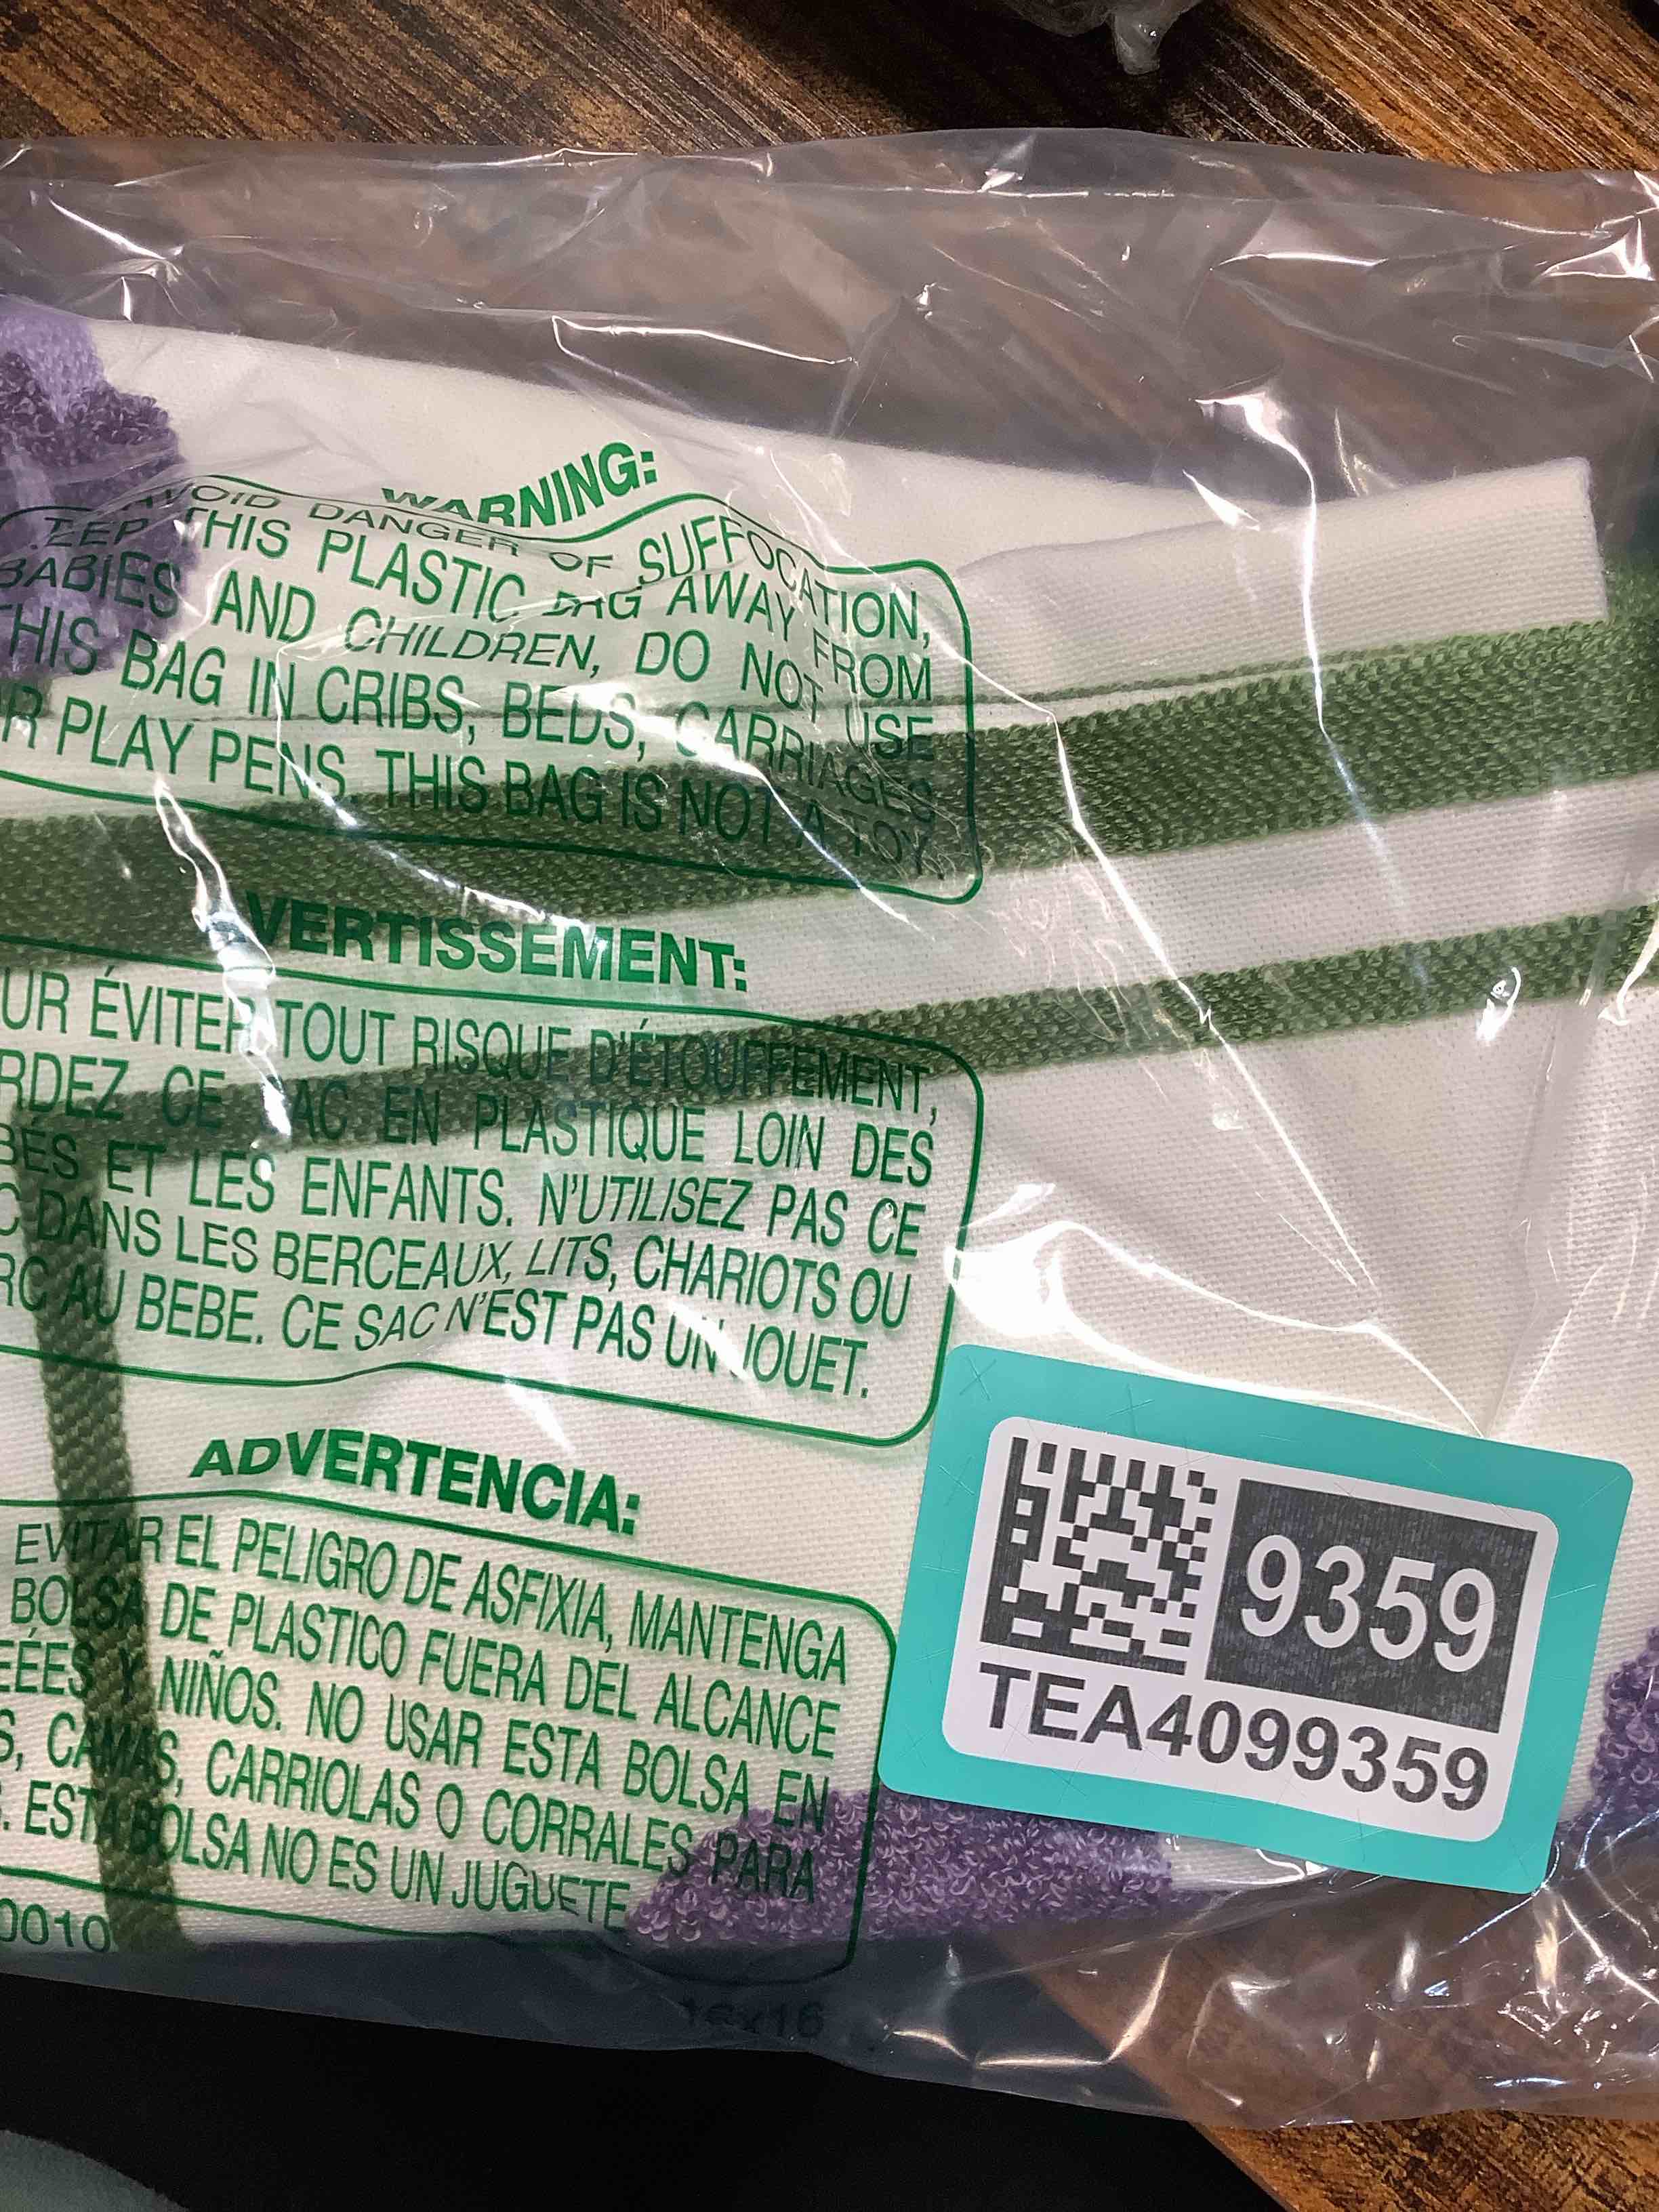 WARNING:
AVOID DANGER OF SUFFOCATION,
EEP THIS PLASTIC BAG AWAY FROM
BABIES AND CHILDREN, DO NOT USE
THIS BAG IN CRIBS, BEDS, CARRIAGES
R PLAY PENS. THIS BAG IS NOT A TOY.
VERTISSEMENT:
UR ÉVITER TOUT RISQUE D'ÉTOUFFEMENT,
RDEZ CE SAC EN PLASTIQUE LOIN DES
BÉS ET LES ENFANTS. N'UTILISEZ PAS CE
C DANS LES BERCEAUX, LITS, CHARIOTS OU
RC AU BEBE. CE SAC N'EST PAS UN JOUET.
ADVERTENCIA:
EVITAR EL PELIGRO DE ASFIXIA, MANTENGA
BOLSA DE PLASTICO FUERA DEL ALCANCE
EÉES Y NIÑOS. NO USAR ESTA BOLSA EN
S, CAMAS, CARRIOLAS O CORRALES PARA
. ESTA BOLSA NO ES UN JUGUETE
0010
16x16
9359
TEA4099359